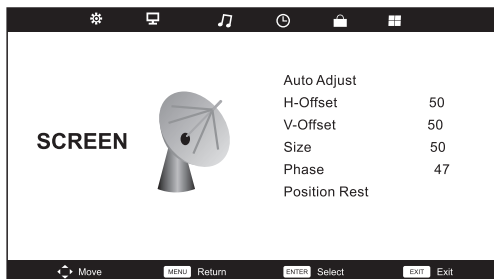 SCREEN
Auto Adjust
H-Offset 50
V-Offset 50
Size 50
Phase 47
Position Rest
Move MENU Return ENTER Select EXIT Exit